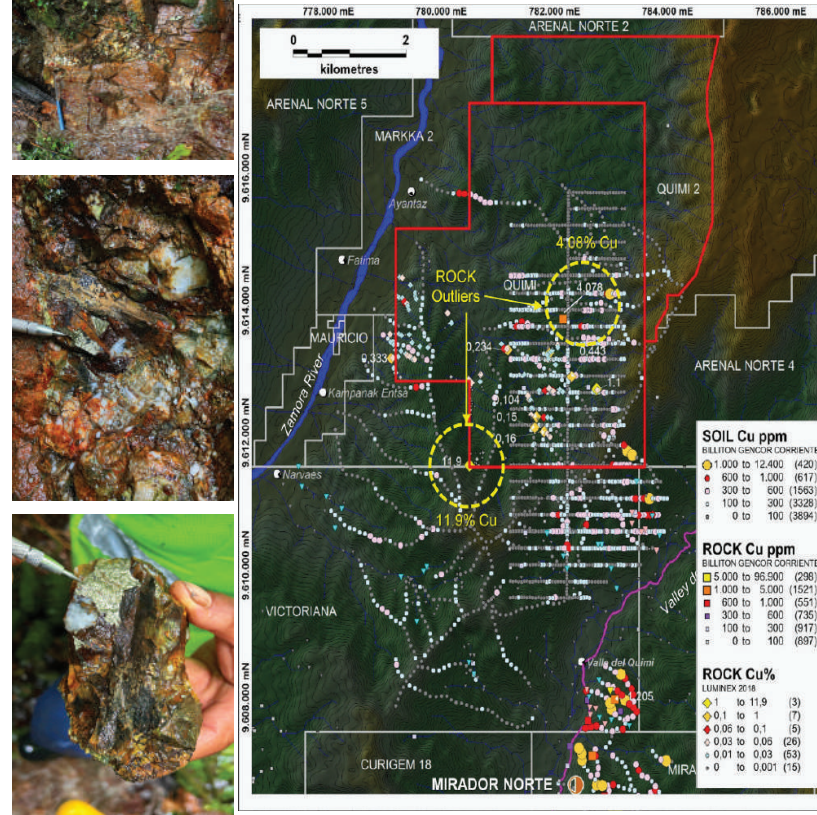 778.000 mE 780.000 mE 782.000 mE 784.000 mE 786.000 mE
ARENAL NORTE 2
0 2
kilometres
ARENAL NORTE 5
MARKKA 2
9.616.000 mN
QUIMI 2
Ayantaz
4.08% Cu
Fatima
ROCK
Outliers
QUIMI
4,078
9.614.000 mN
MAURICIO
0,333
0,234
0,443
ARENAL NORTE 4
Zamora River
Kampañak Entsa
1,1
0,104
0,15
0,16
9.612.000 mN
11,9
Narvaes
11.9% Cu
SOIL Cu ppm
BILLITON GENCOR CORRIENTE
1.000 to 12.400 (420)
600 to 1.000 (617)
300 to 600 (1563)
100 to 300 (3328)
0 to 100 (3894)
9.610.000 mN
ROCK Cu ppm
BILLITON GENCOR CORRIENTE
5.000 to 96.900 (298)
1.000 to 5.000 (1521)
600 to 1.000 (551)
300 to 600 (735)
100 to 300 (917)
0 to 100 (897)
VICTORIANA
Valley d
Valle del Quimi
ROCK Cu%
LUMINEX 2018
1 to 11,9 (3)
0,1 to 1 (7)
0,06 to 0,1 (5)
0,03 to 0,06 (26)
0,01 to 0,03 (53)
0 to 0,001 (15)
9.608.000 mN
CURIGEM 18
MIRADOR NORTE
MIRA